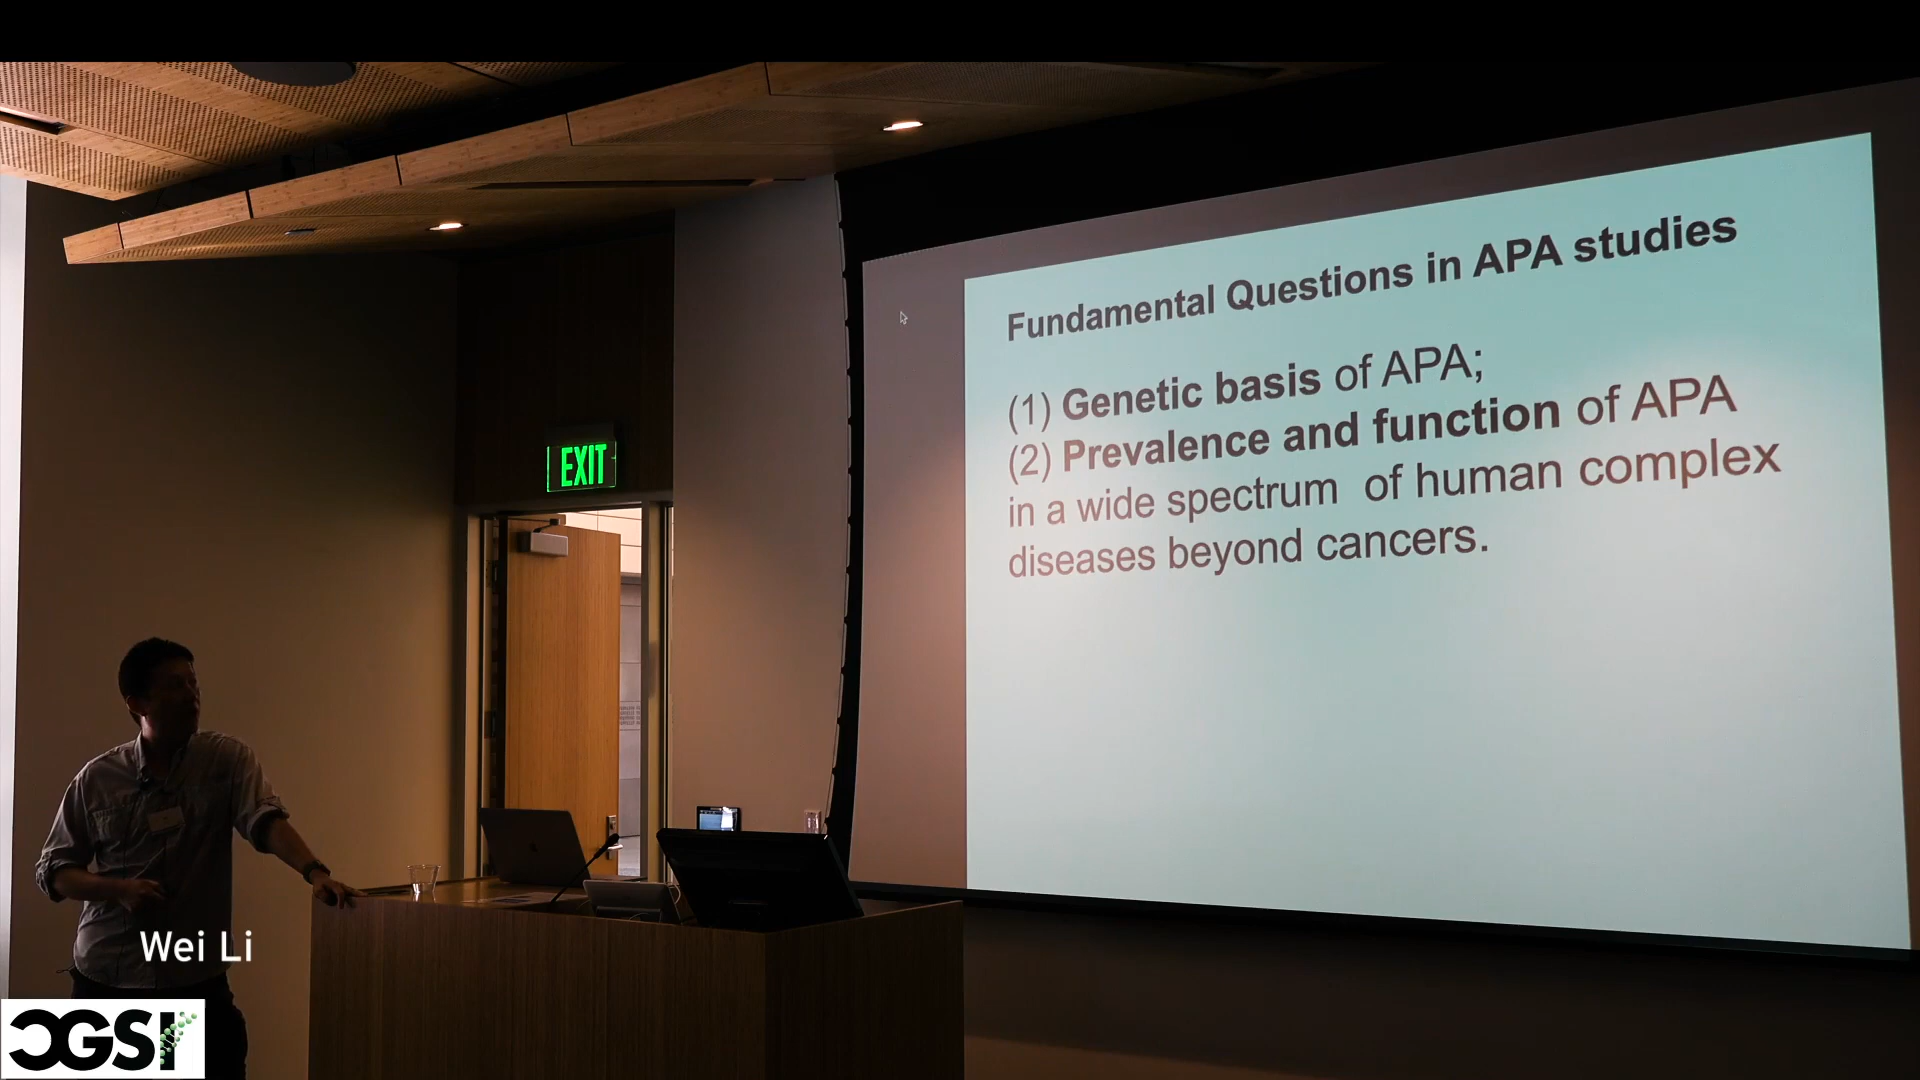 Fundamental Questions in APA studies
(1) Genetic basis of APA;
(2) Prevalence and function of APA
in a wide spectrum of human complex
diseases beyond cancers.
EXIT
Wei Li
CGSI